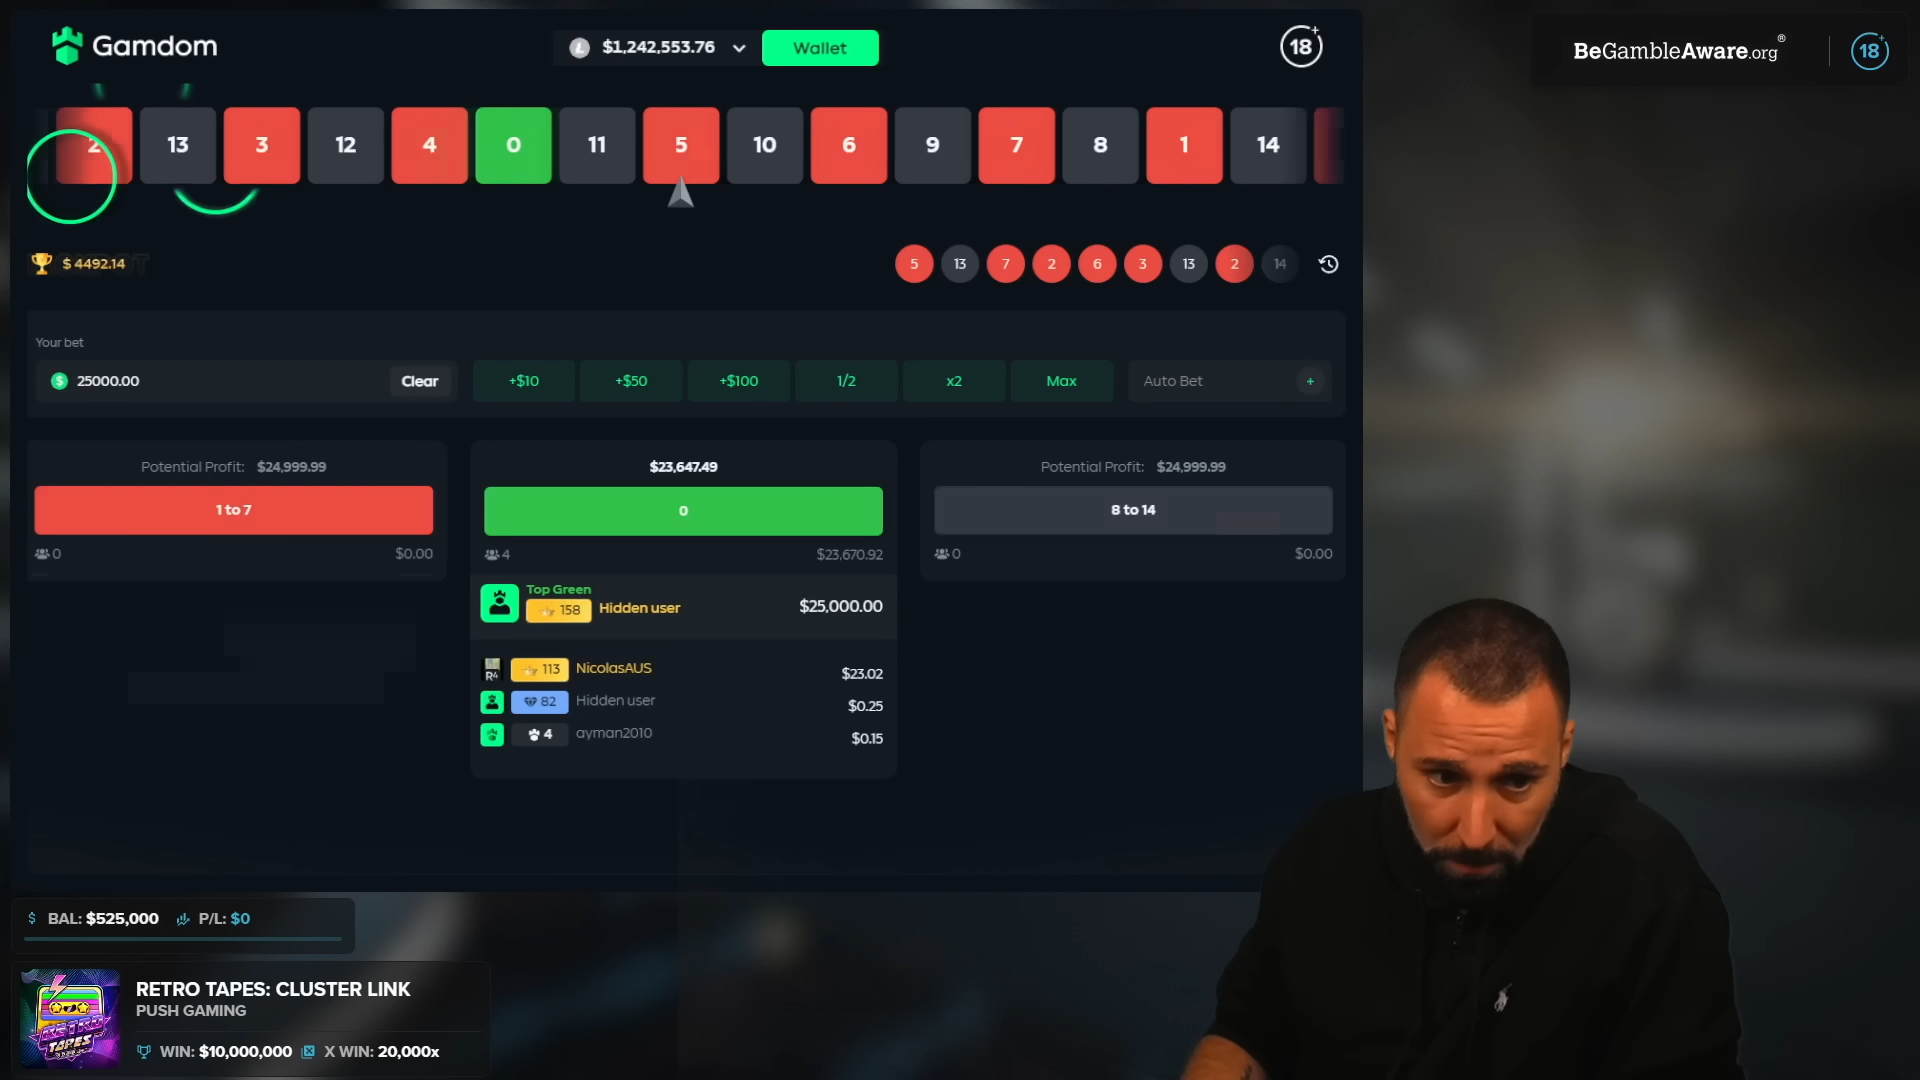 Gamdom
$1,242,553.76
Wallet
18+
BeGambleAware.org®
18+
2 13 3 12 4 0 11 5 10 6 9 7 8 1 14
$ 4492.14
5 13 7 2 6 3 13 2 14
Your bet
$ 25000.00
Clear
+$10
+$50
+$100
1/2
x2
Max
Auto Bet
+
Potential Profit: $24,999.99
1 to 7
0
$0.00
$23,647.49
0
4
$23,670.92
Top Green
158 Hidden user
$25,000.00
R4 113 NicolasAUS
$23.02
82 Hidden user
$0.25
4 ayman2010
$0.15
Potential Profit: $24,999.99
8 to 14
0
$0.00
$ BAL: $525,000 P/L: $0
RETRO TAPES
RETRO TAPES: CLUSTER LINK
PUSH GAMING
WIN: $10,000,000 X WIN: 20,000x